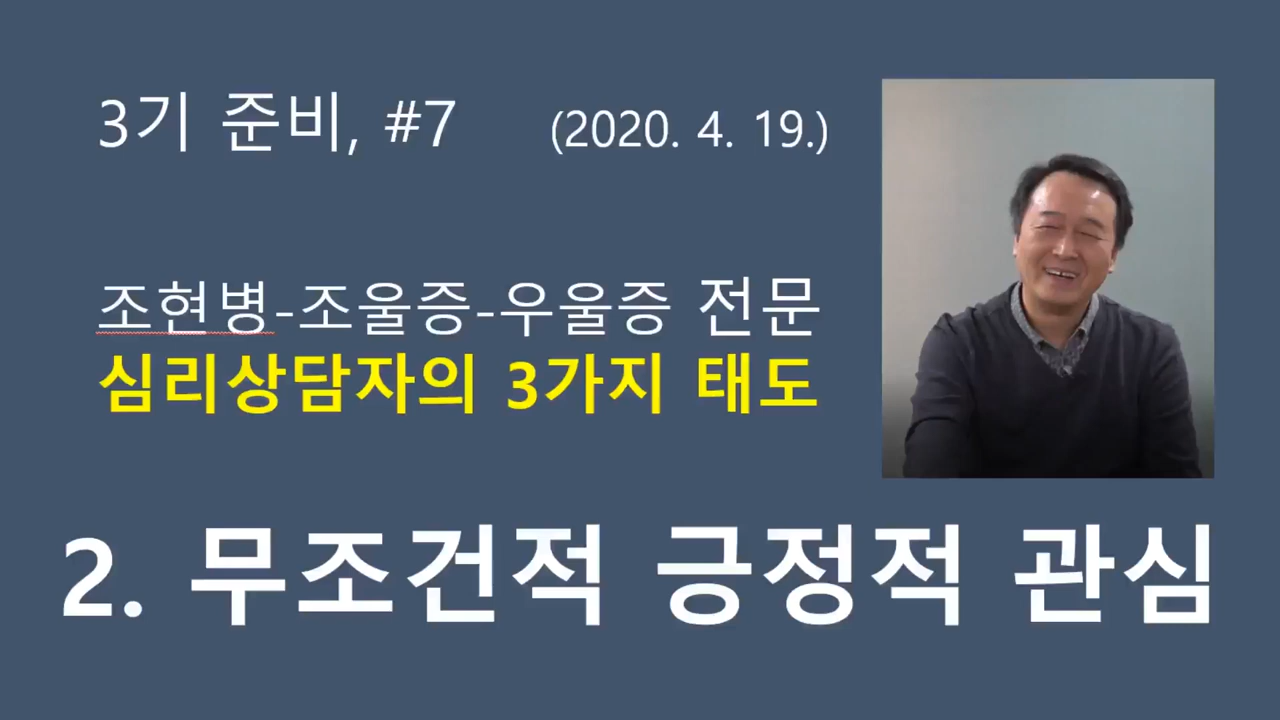 3기 준비, #7 (2020. 4. 19.)
조현병-조울증-우울증 전문
심리상담자의 3가지 태도
2. 무조건적 긍정적 관심